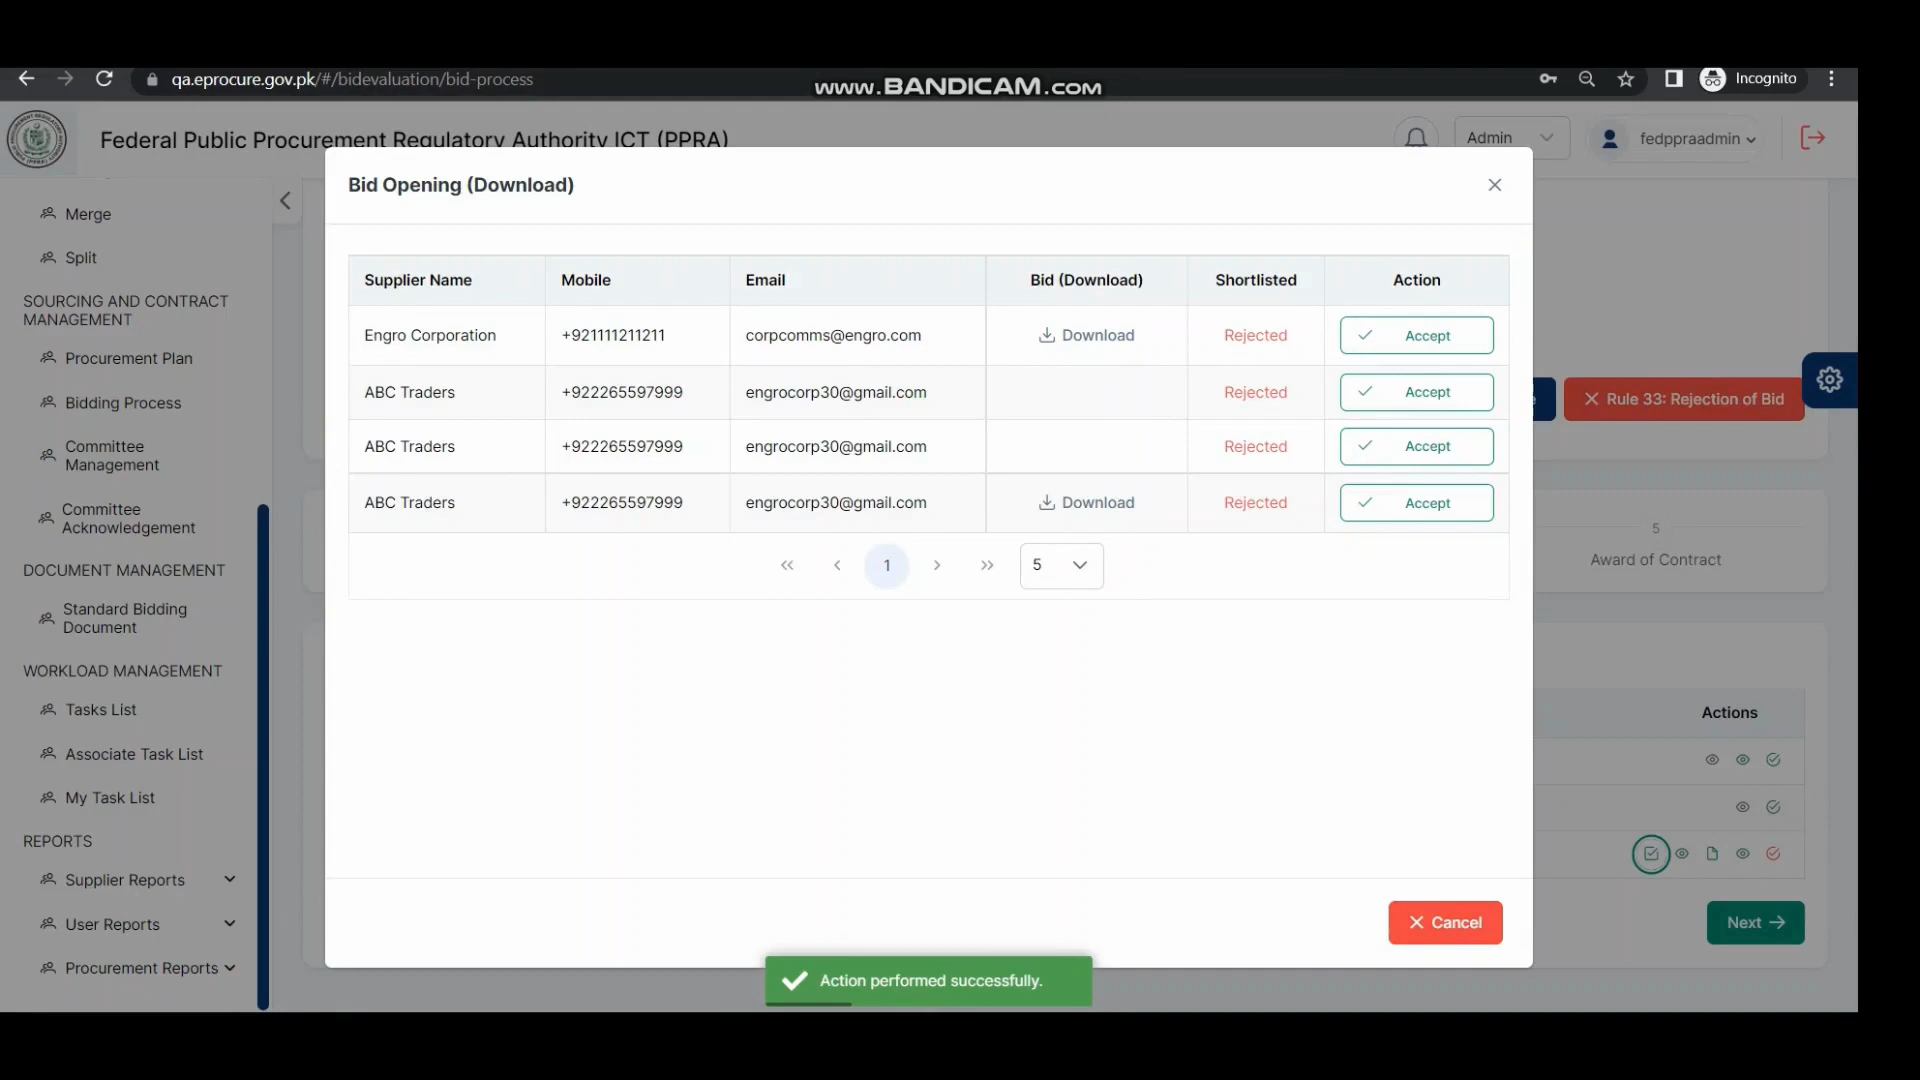 qa.eprocure.gov.pk/#/bidevaluation/bid-process
www.BANDICAM.com
Incognito
Federal Public Procurement Regulatory Authority ICT (PPRA)
Admin
fedppraadmin
Merge
Split
SOURCING AND CONTRACT
MANAGEMENT
Procurement Plan
Bidding Process
Committee
Management
Committee
Acknowledgement
DOCUMENT MANAGEMENT
Standard Bidding
Document
WORKLOAD MANAGEMENT
Tasks List
Associate Task List
My Task List
REPORTS
Supplier Reports
User Reports
Procurement Reports
Bid Opening (Download)
Supplier Name Mobile Email Bid (Download) Shortlisted Action
Engro Corporation +921111211211 corpcomms@engro.com Download Rejected Accept
ABC Traders +922265597999 engrocorp30@gmail.com Rejected Accept
ABC Traders +922265597999 engrocorp30@gmail.com Rejected Accept
ABC Traders +922265597999 engrocorp30@gmail.com Download Rejected Accept
« ‹ 1 › » 5
Cancel
Action performed successfully.
Rule 33: Rejection of Bid
5
Award of Contract
Actions
Next